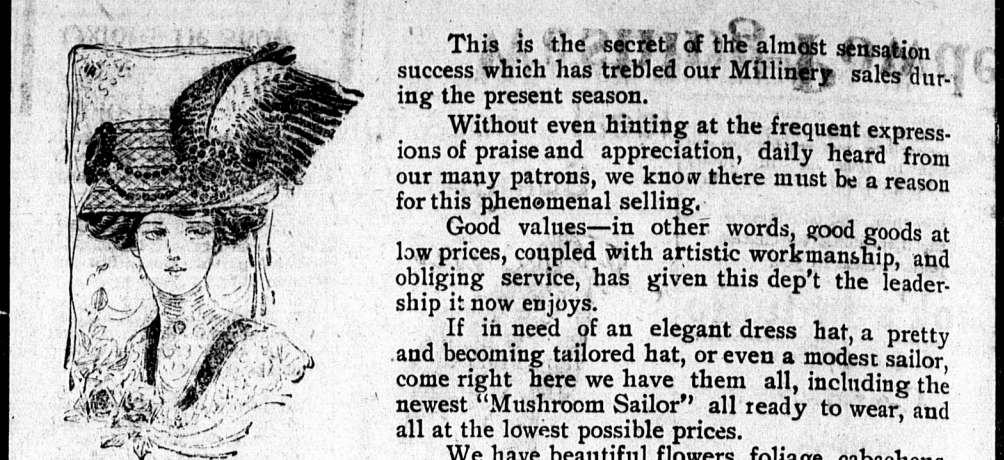 This is the secret of the almost sensation
success which has trebled our Millinery sales dur-
ing the present season.
Without even hinting at the frequent express-
ions of praise and appreciation, daily heard from
our many patrons, we know there must be a reason
for this phenomenal selling.
Good values—in other words, good goods at
low prices, coupled with artistic workmanship, and
obliging service, has given this dep't the leader-
ship it now enjoys.
If in need of an elegant dress hat, a pretty
and becoming tailored hat, or even a modest sailor,
come right here we have them all, including the
newest "Mushroom Sailor" all ready to wear, and
all at the lowest possible prices.
We have beautiful flowers, foliage,